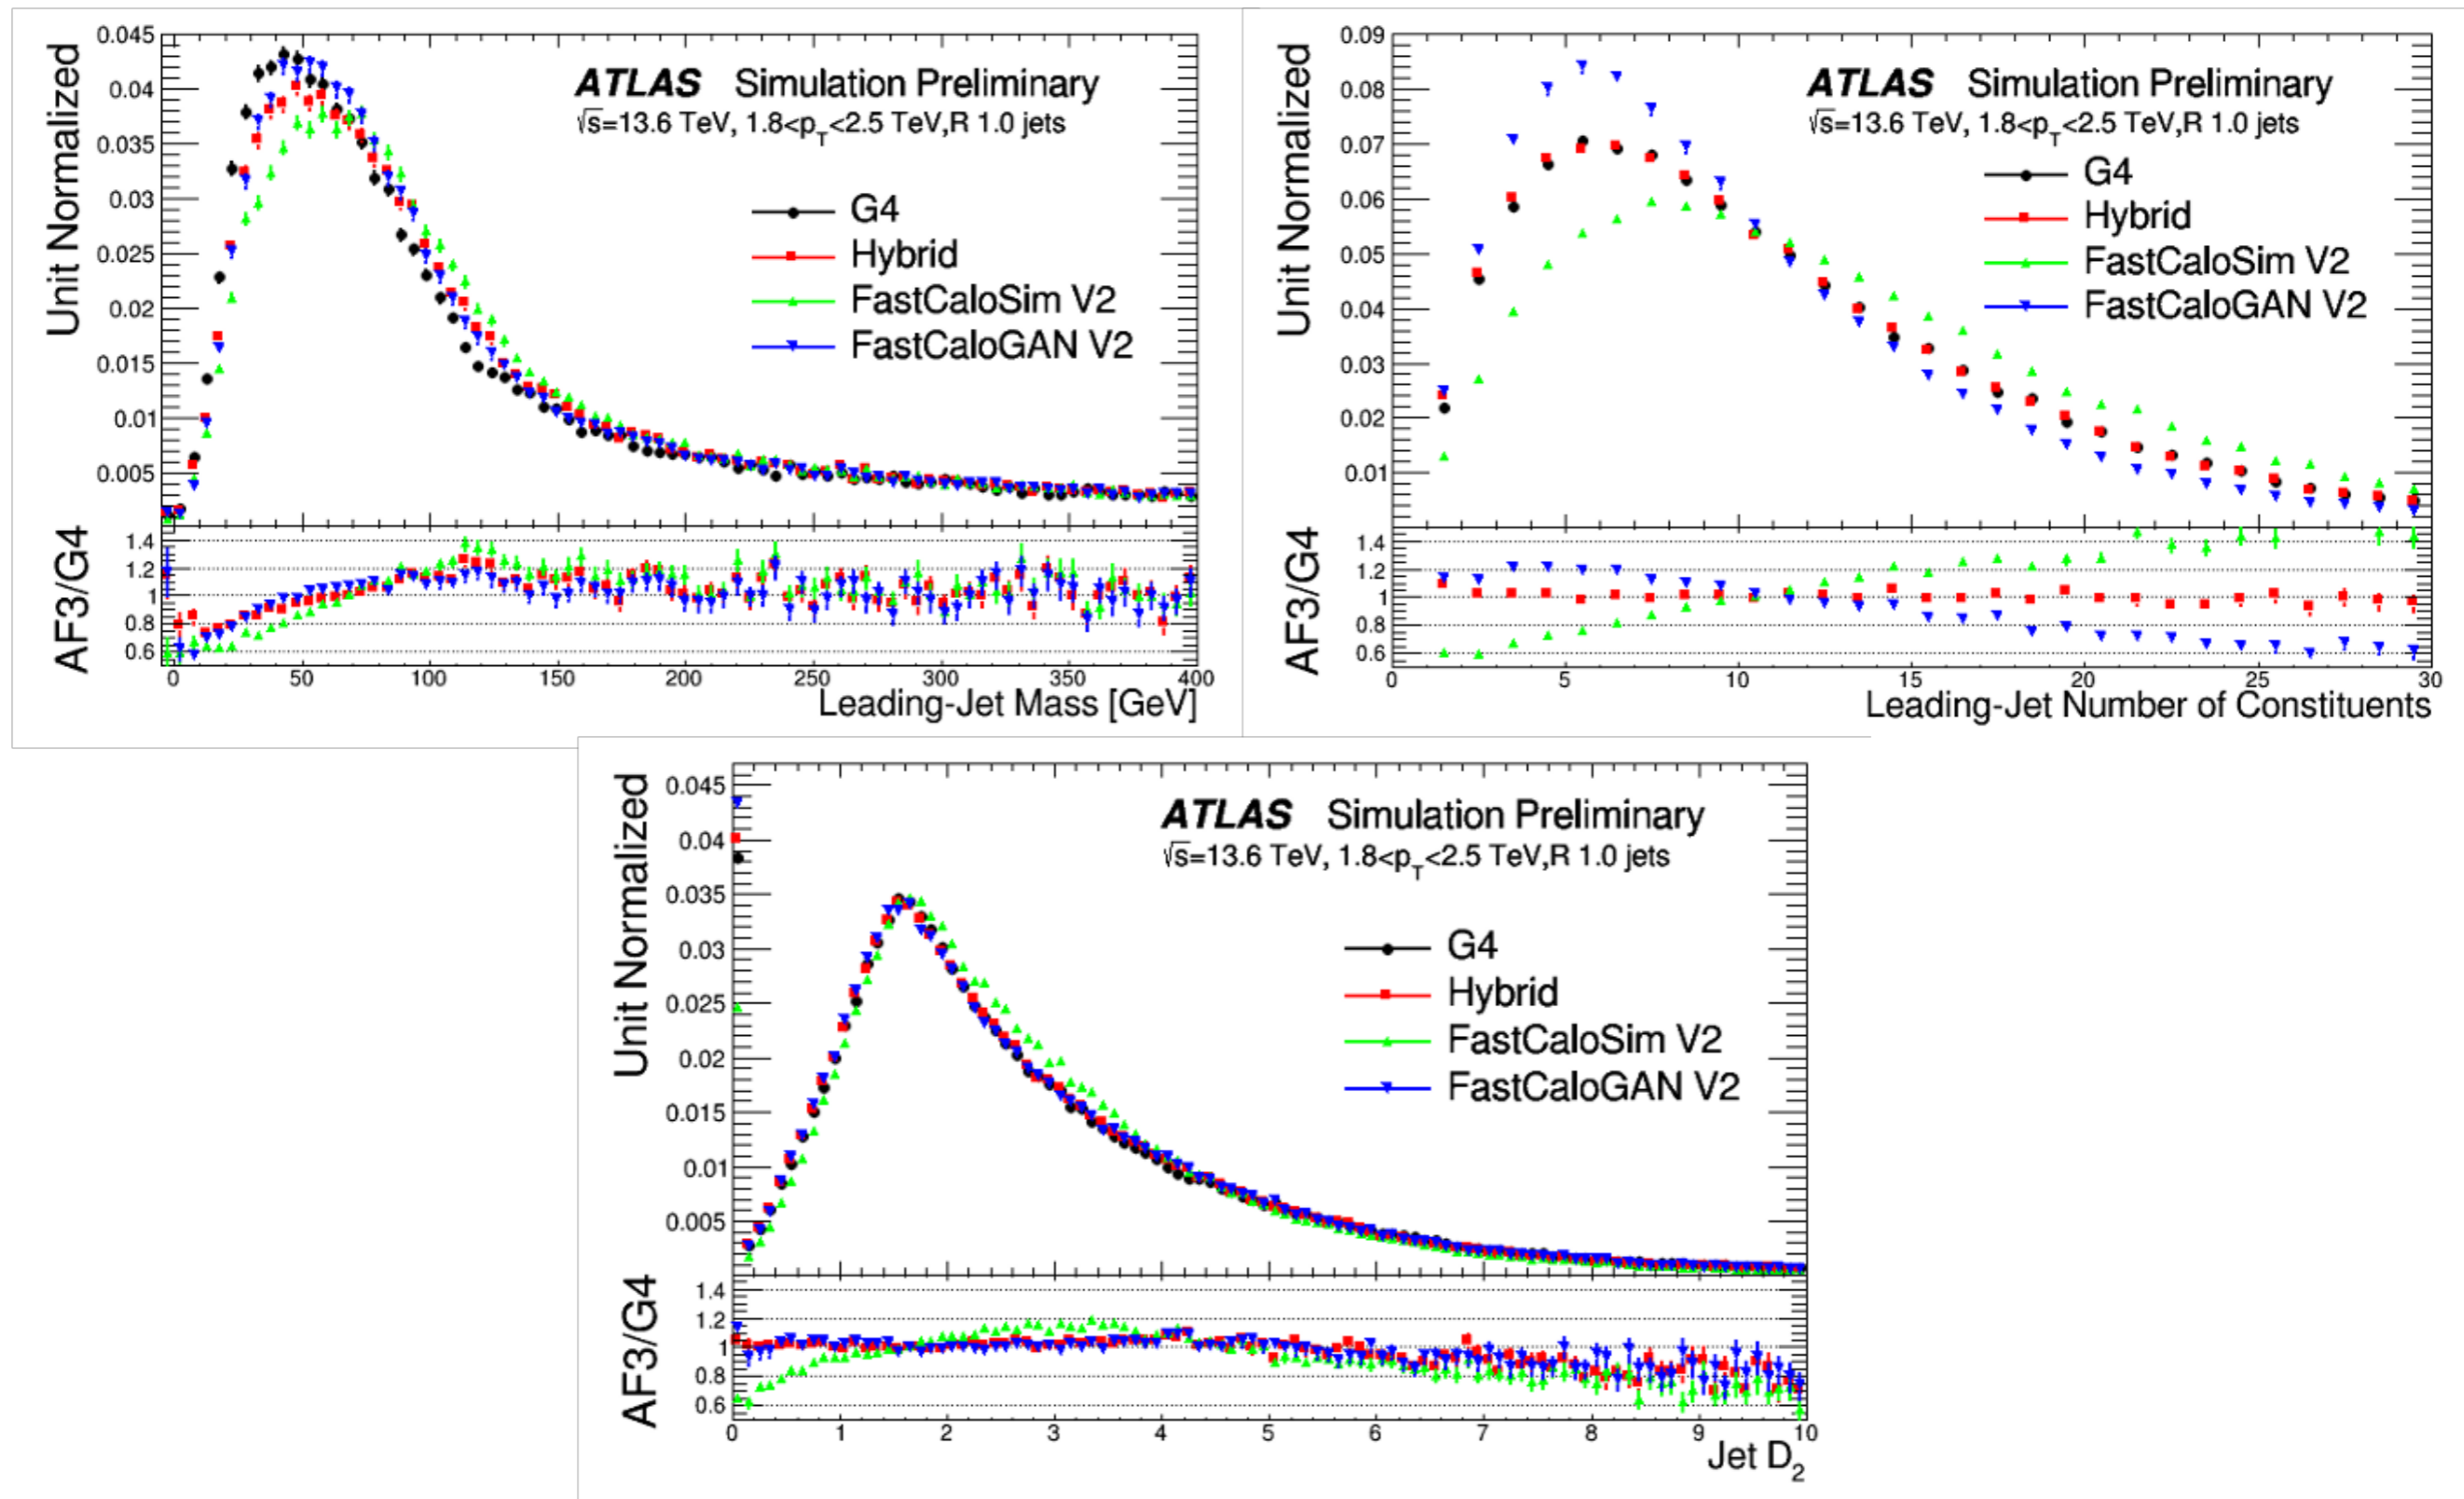 Unit Normalized
0.045
0.04
0.035
0.03
0.025
0.02
0.015
0.01
0.005
ATLAS Simulation Preliminary
√s=13.6 TeV, 1.8<p_T<2.5 TeV,R 1.0 jets
G4
Hybrid
FastCaloSim V2
FastCaloGAN V2
AF3/G4
1.4
1.2
1
0.8
0.6
0 50 100 150 200 250 300 350 400
Leading-Jet Mass [GeV]
Unit Normalized
0.09
0.08
0.07
0.06
0.05
0.04
0.03
0.02
0.01
ATLAS Simulation Preliminary
√s=13.6 TeV, 1.8<p_T<2.5 TeV,R 1.0 jets
G4
Hybrid
FastCaloSim V2
FastCaloGAN V2
AF3/G4
1.4
1.2
1
0.8
0.6
0 5 10 15 20 25 30
Leading-Jet Number of Constituents
Unit Normalized
0.045
0.04
0.035
0.03
0.025
0.02
0.015
0.01
0.005
ATLAS Simulation Preliminary
√s=13.6 TeV, 1.8<p_T<2.5 TeV,R 1.0 jets
G4
Hybrid
FastCaloSim V2
FastCaloGAN V2
AF3/G4
1.4
1.2
1
0.8
0.6
0 1 2 3 4 5 6 7 8 9 10
Jet D_2